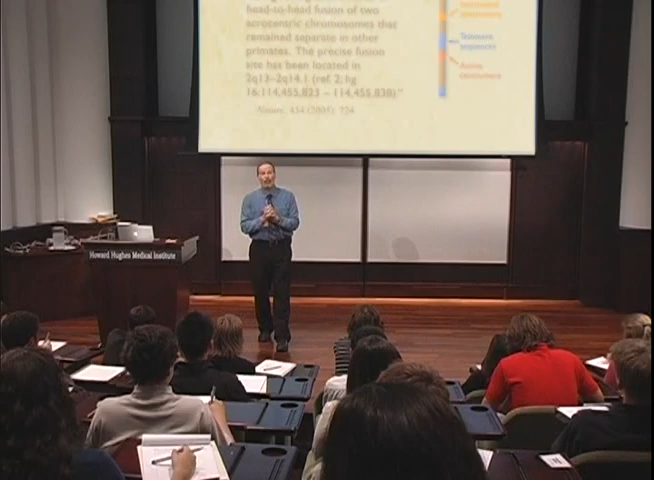 head-to-head fusion of two
acrocentric chromosomes that
remained separate in other
primates. The precise fusion
site has been located in
2q13–2q14.1 (ref. 2; hg
16:114,455,823 – 114,455,838)."
Nature, 434 (2005): 724
Telomere
sequences
Howard Hughes Medical Institute